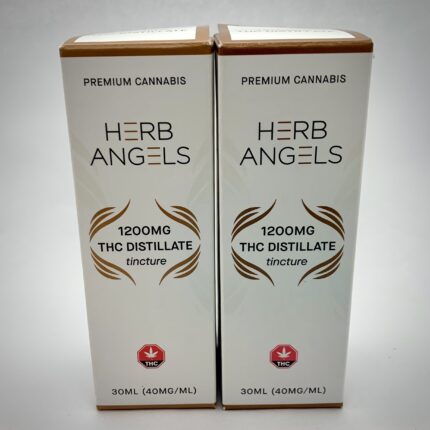 PREMIUM CANNABIS
HERB
ANGELS
1200MG
THC DISTILLATE
tincture
THC
30ML (40MG/ML)
PREMIUM CANNABIS
HERB
ANGELS
1200MG
THC DISTILLATE
tincture
THC
30ML (40MG/ML)